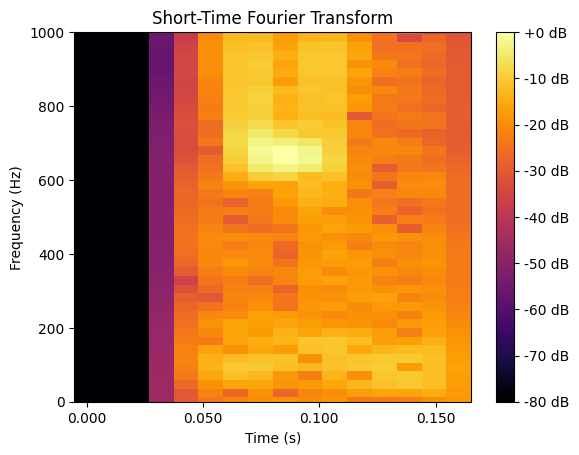 Short-Time Fourier Transform
1000
800
600
400
200
0
Frequency (Hz)
0.000
0.050
0.100
0.150
Time (s)
+0 dB
-10 dB
-20 dB
-30 dB
-40 dB
-50 dB
-60 dB
-70 dB
-80 dB